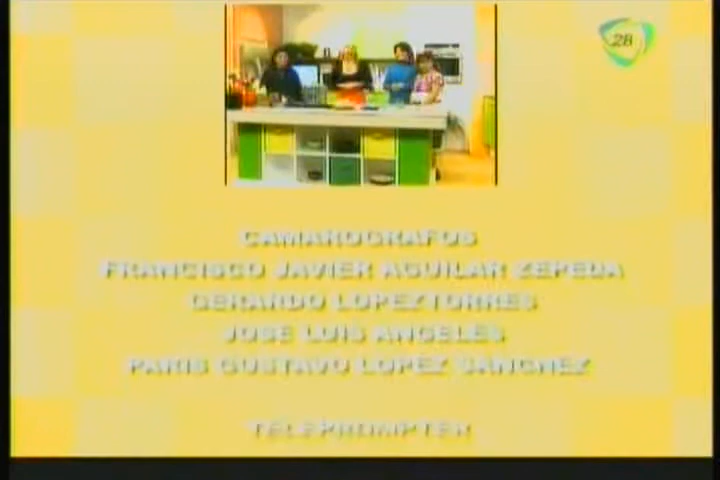 28
CAMAROGRAFOS
FRANCISCO JAVIER AGUILAR ZEPEDA
GERARDO LOPEZTORRES
JOSE LUIS ANGELES
PARIS GUSTAVO LOPEZ SANCHEZ
TELEPROMPTER